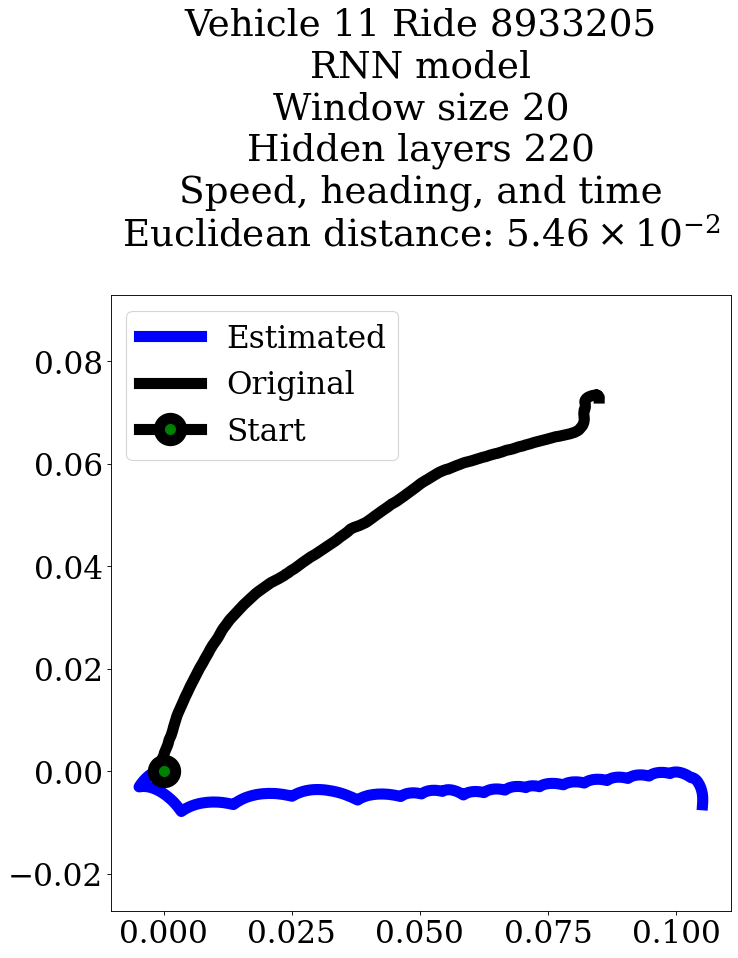 Vehicle 11 Ride 8933205
RNN model
Window size 20
Hidden layers 220
Speed, heading, and time
Euclidean distance: 5.46 × 10⁻²
Estimated
Original
Start
0.08
0.06
0.04
0.02
0.00
−0.02
0.000 0.025 0.050 0.075 0.100